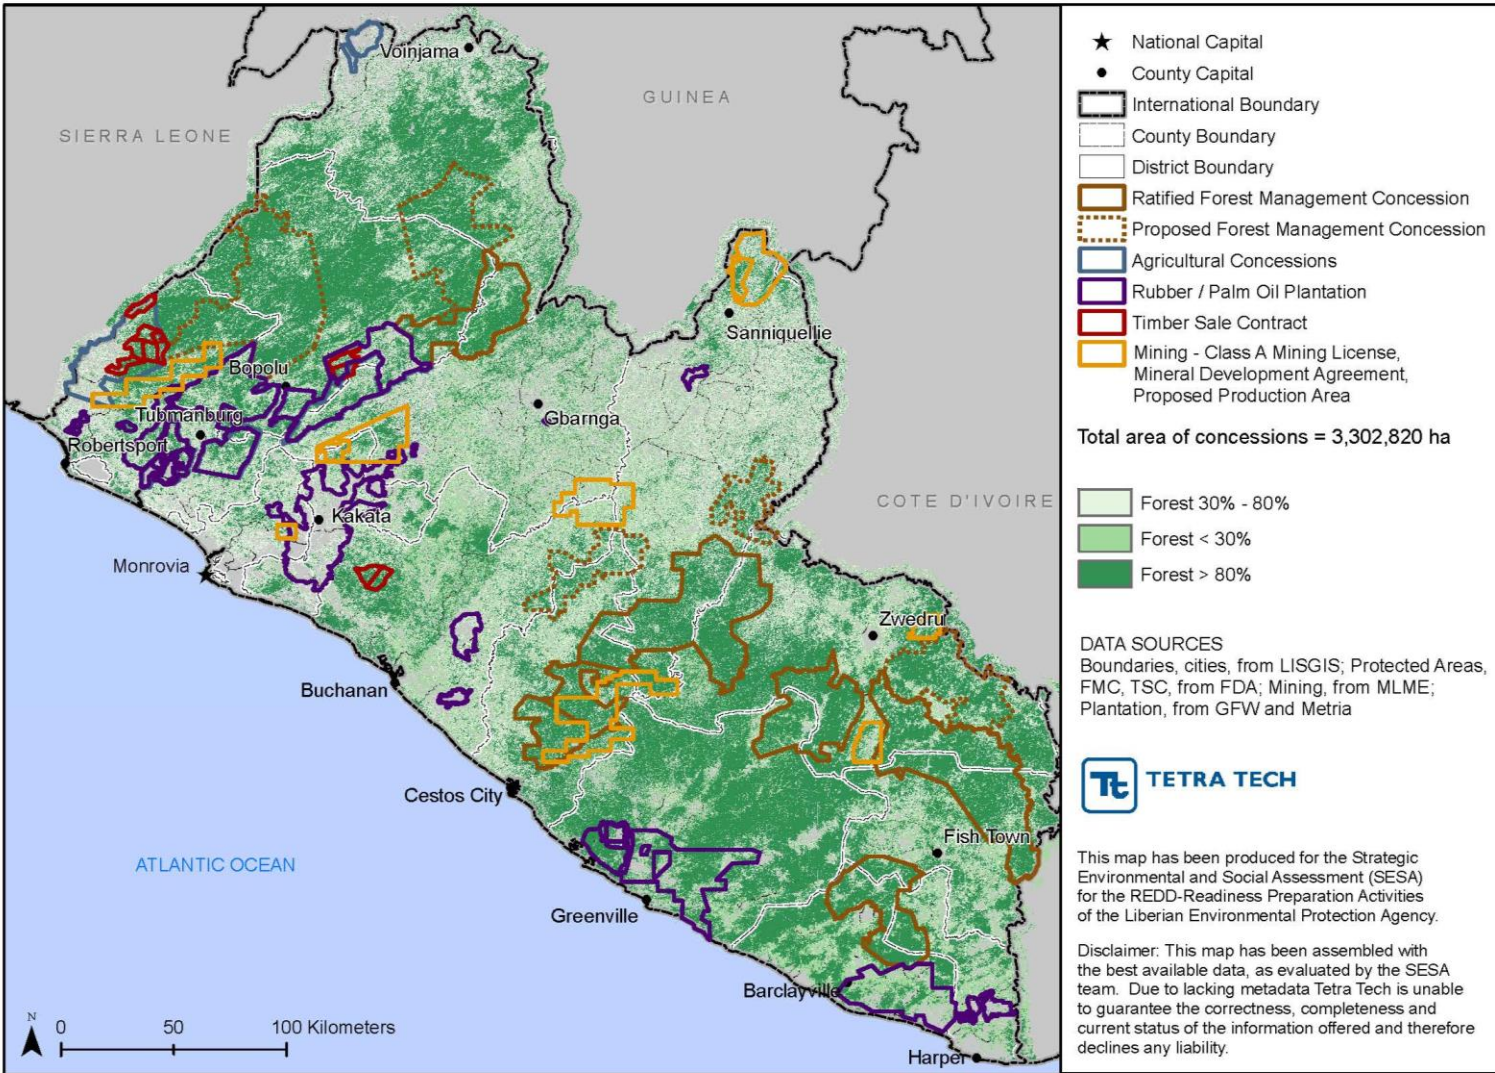 Voinjama
GUINEA
SIERRA LEONE
Sanniquellie
Bopolu
Gbarnga
Tubmanburg
Robertsport
COTE D'IVOIRE
Kakata
Monrovia
Zwedru
Buchanan
Cestos City
Fish Town
ATLANTIC OCEAN
Greenville
Barclayville
Harper
N
0 50 100 Kilometers
National Capital
County Capital
International Boundary
County Boundary
District Boundary
Ratified Forest Management Concession
Proposed Forest Management Concession
Agricultural Concessions
Rubber / Palm Oil Plantation
Timber Sale Contract
Mining - Class A Mining License,
Mineral Development Agreement,
Proposed Production Area
Total area of concessions = 3,302,820 ha
Forest 30% - 80%
Forest < 30%
Forest > 80%
DATA SOURCES
Boundaries, cities, from LISGIS; Protected Areas,
FMC, TSC, from FDA; Mining, from MLME;
Plantation, from GFW and Metria
Tt TETRA TECH
This map has been produced for the Strategic
Environmental and Social Assessment (SESA)
for the REDD-Readiness Preparation Activities
of the Liberian Environmental Protection Agency.
Disclaimer: This map has been assembled with
the best available data, as evaluated by the SESA
team. Due to lacking metadata Tetra Tech is unable
to guarantee the correctness, completeness and
current status of the information offered and therefore
declines any liability.